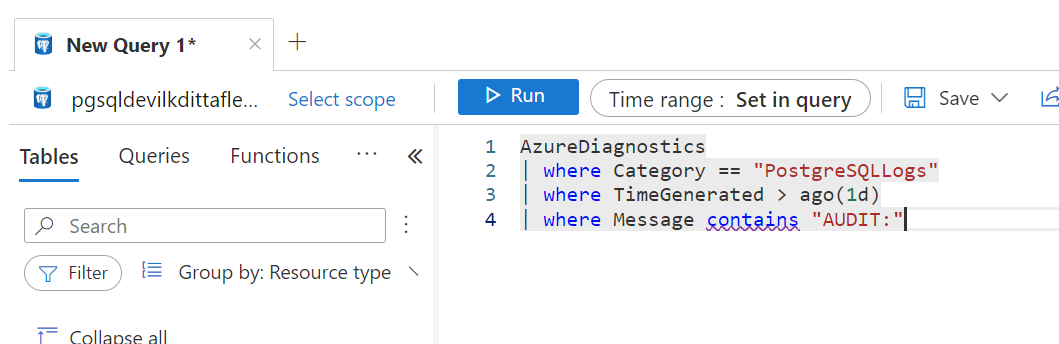 New Query 1*
pgsqldevilkdittafle... Select scope Run Time range : Set in query Save
Tables Queries Functions ...
Search
Filter Group by: Resource type
Collapse all
1 AzureDiagnostics
2 | where Category == "PostgreSQLLogs"
3 | where TimeGenerated > ago(1d)
4 | where Message contains "AUDIT:"